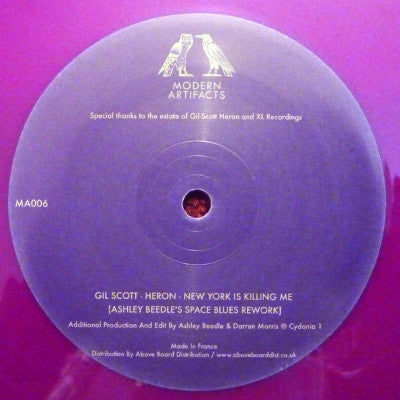 MODERN
ARTIFACTS
Special thanks to the estate of Gil Scott Heron and XL Recordings
MA006
GIL SCOTT - HERON - NEW YORK IS KILLING ME
[ASHLEY BEEDLE'S SPACE BLUES REWORK]
Additional Production And Edit By Ashley Beedle & Darren Morris @ Cydonia 1
Made In France
Distribution By Above Board Distribution / www.aboveboarddist.co.uk